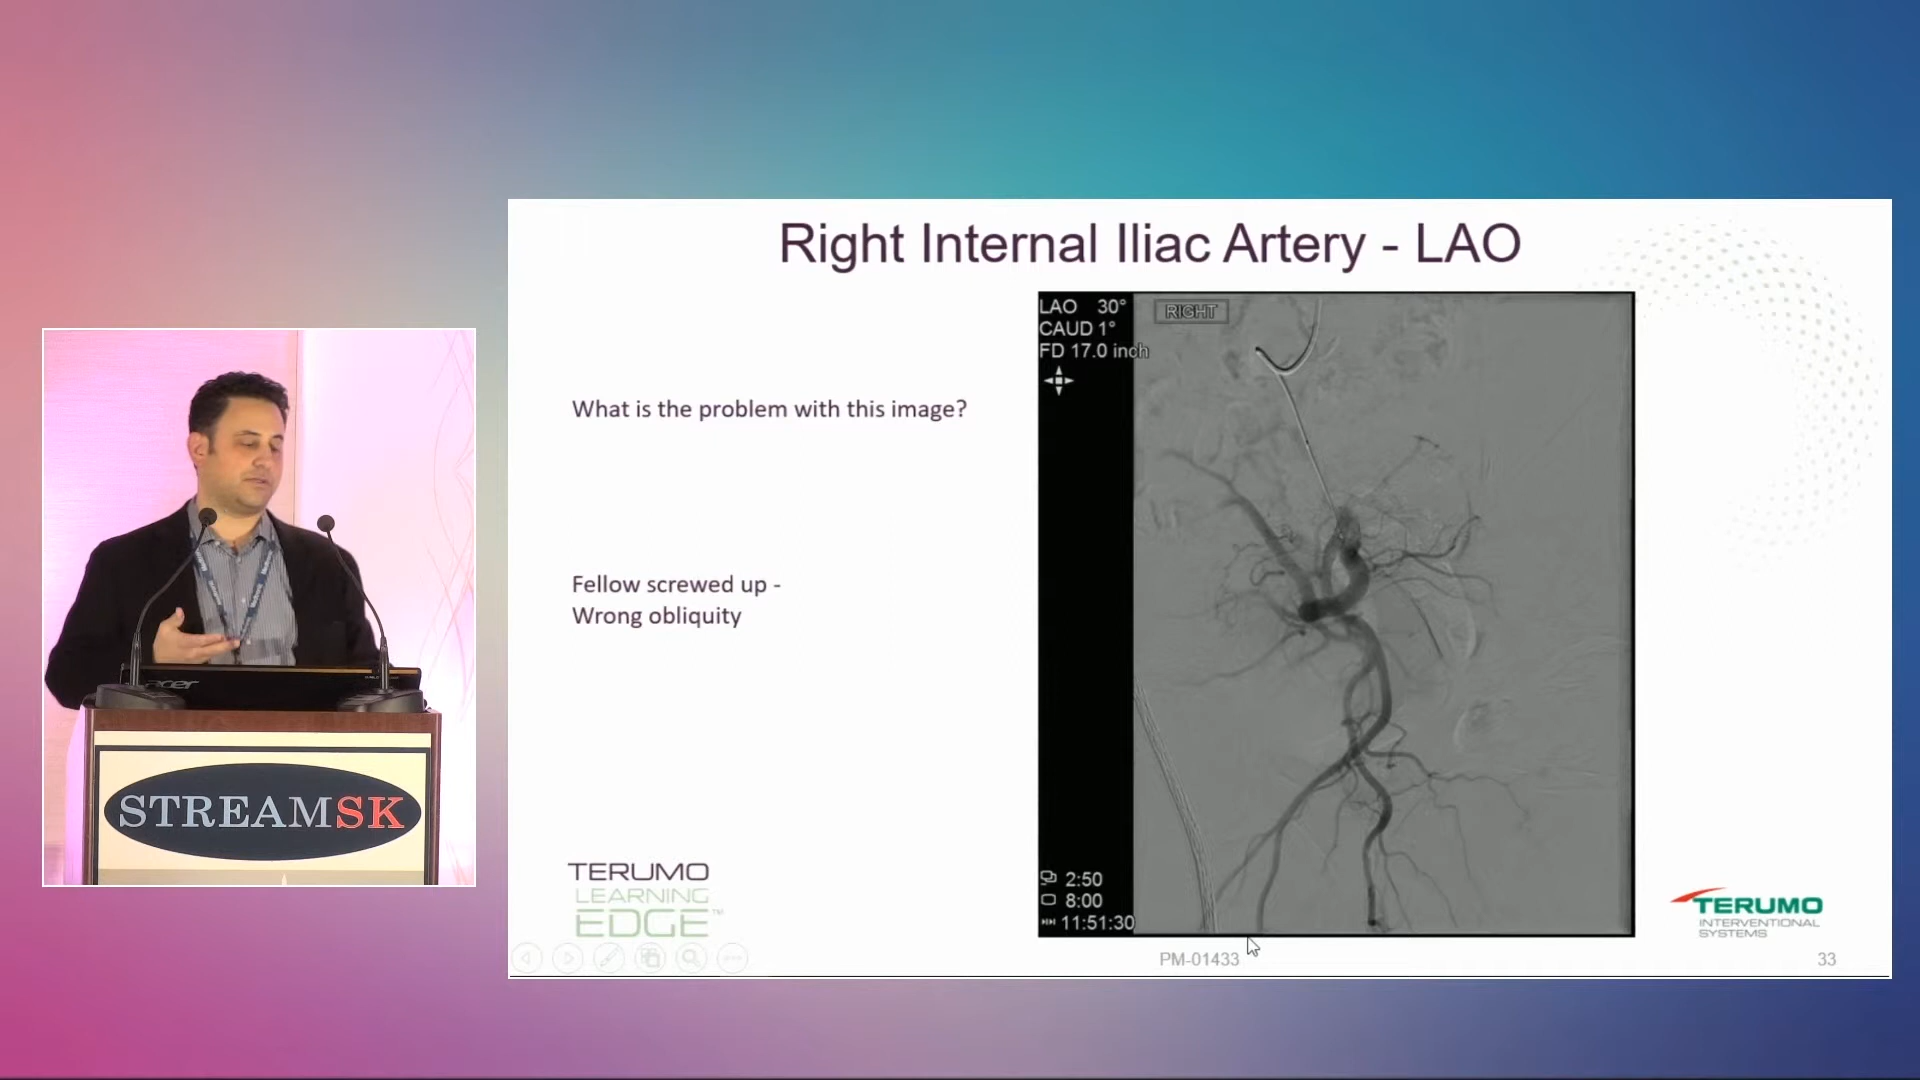 Right Internal Iliac Artery - LAO
LAO 30°
CAUD 1°
FD 17.0 inch
RIGHT
What is the problem with this image?
Fellow screwed up -
Wrong obliquity
2:50
8:00
11:51:30
TERUMO
LEARNING
EDGE™
TERUMO
INTERVENTIONAL
SYSTEMS
PM-01433
33
acer
STREAMSK